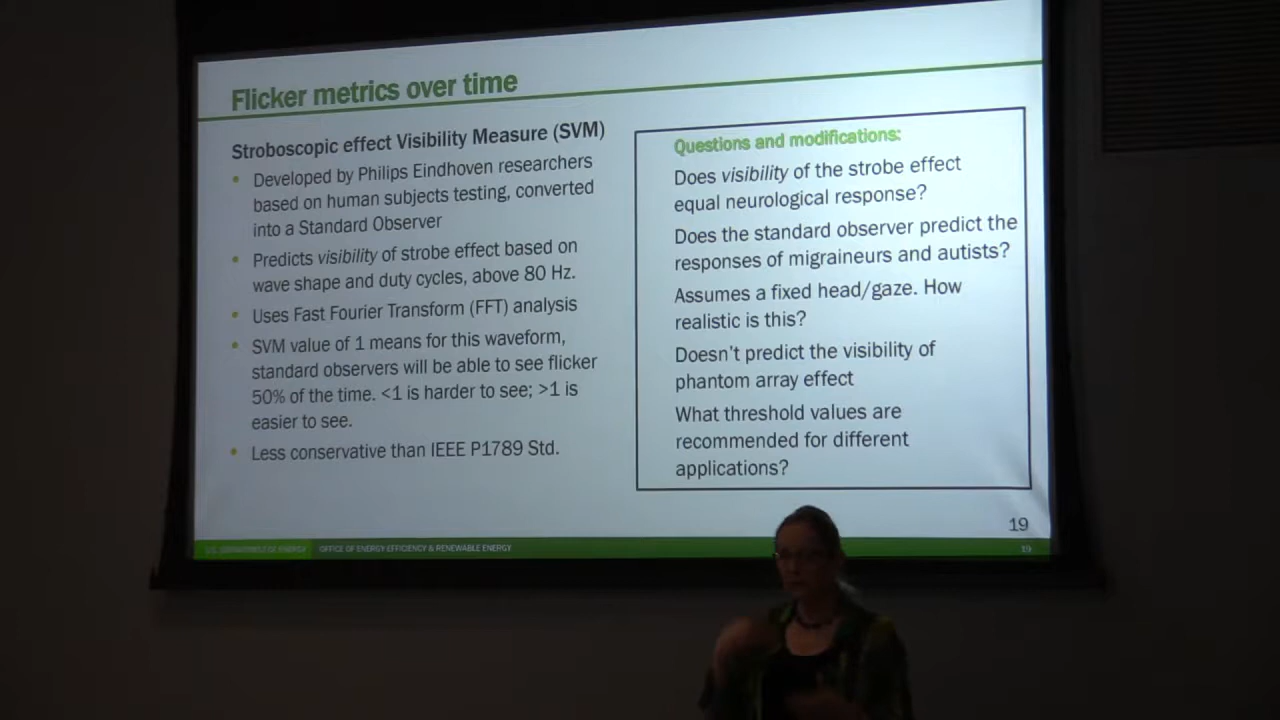 Flicker metrics over time
Stroboscopic effect Visibility Measure (SVM)
• Developed by Philips Eindhoven researchers
based on human subjects testing, converted
into a Standard Observer
• Predicts visibility of strobe effect based on
wave shape and duty cycles, above 80 Hz.
• Uses Fast Fourier Transform (FFT) analysis
• SVM value of 1 means for this waveform,
standard observers will be able to see flicker
50% of the time. <1 is harder to see; >1 is
easier to see.
• Less conservative than IEEE P1789 Std.
Questions and modifications:
Does visibility of the strobe effect
equal neurological response?
Does the standard observer predict the
responses of migraineurs and autists?
Assumes a fixed head/gaze. How
realistic is this?
Doesn't predict the visibility of
phantom array effect
What threshold values are
recommended for different
applications?
19
U.S. DEPARTMENT OF ENERGY OFFICE OF ENERGY EFFICIENCY & RENEWABLE ENERGY
19